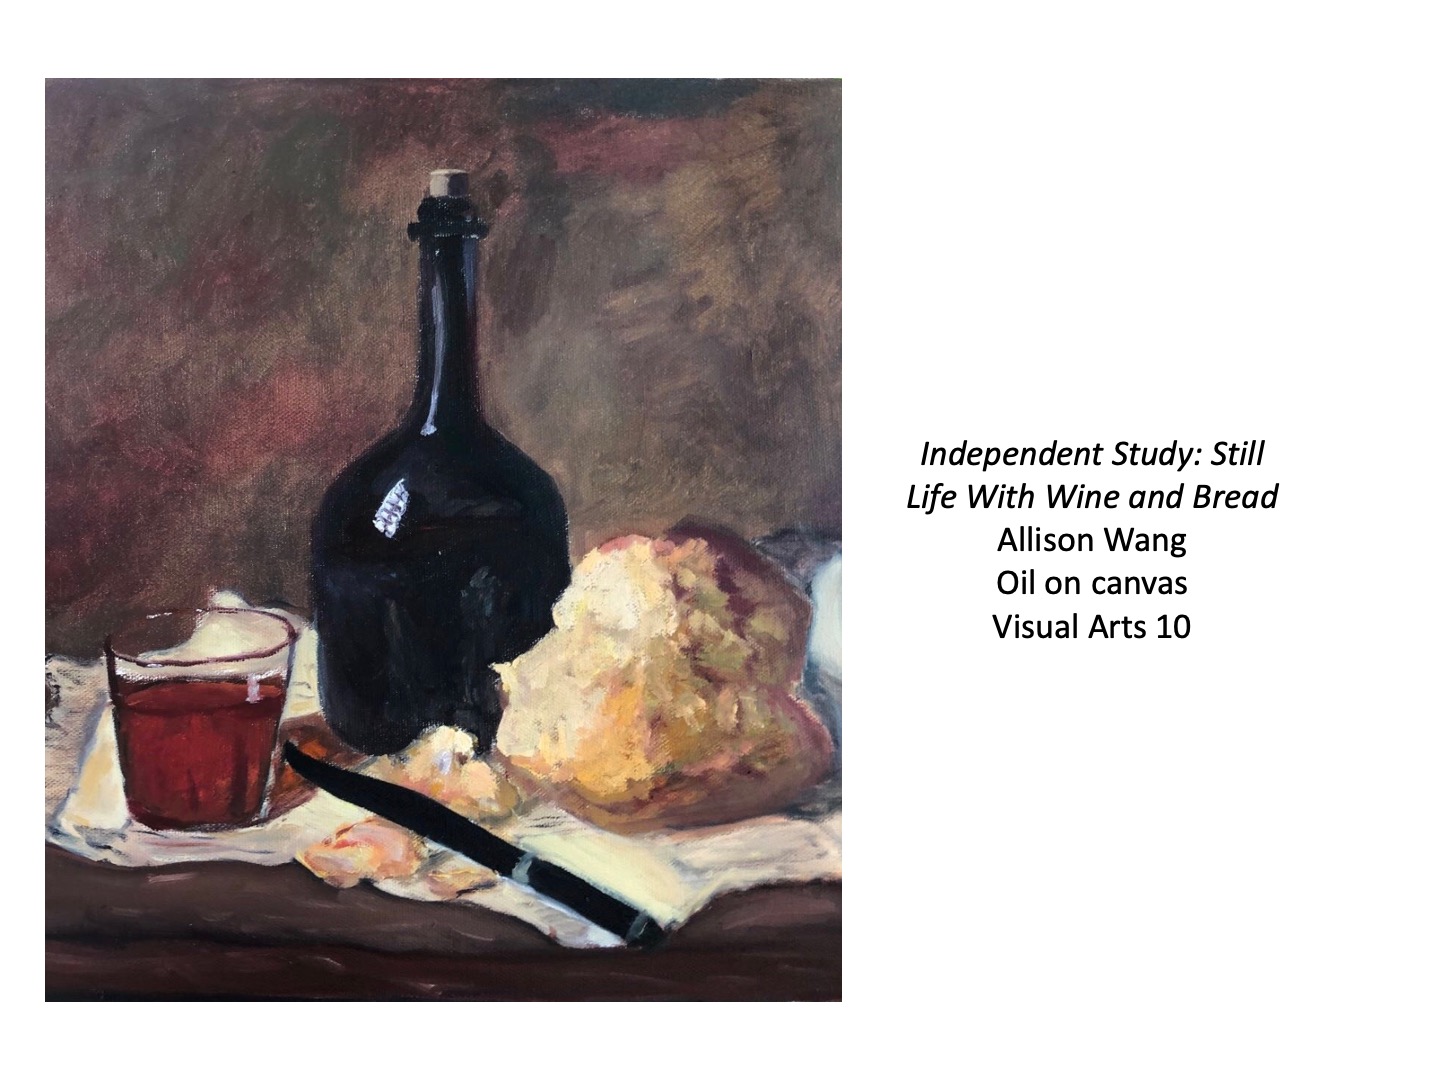 Independent Study: Still
Life With Wine and Bread
Allison Wang
Oil on canvas
Visual Arts 10